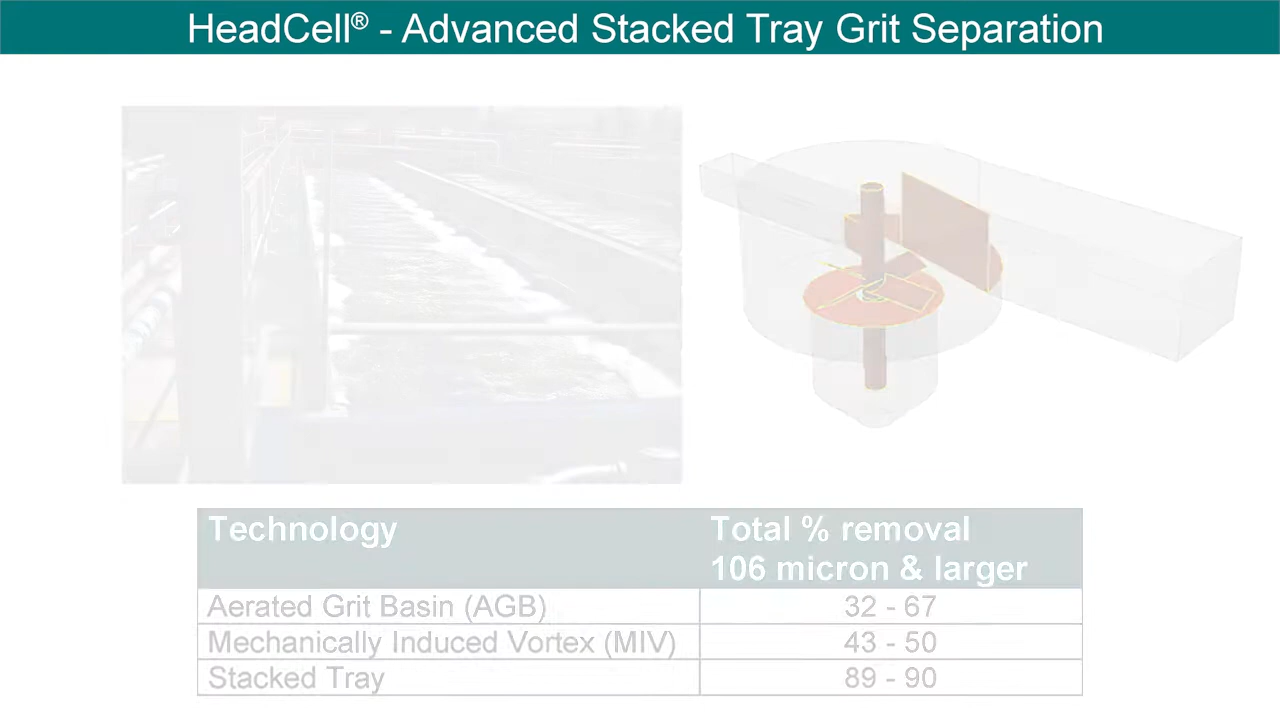 HeadCell® - Advanced Stacked Tray Grit Separation
Technology
Total % removal
106 micron & larger
Aerated Grit Basin (AGB)
32 - 67
Mechanically Induced Vortex (MIV)
43 - 50
Stacked Tray
89 - 90